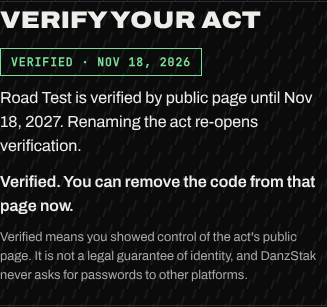 VERIFY YOUR ACT
VERIFIED · NOV 18, 2026
Road Test is verified by public page until Nov
18, 2027. Renaming the act re-opens
verification.
Verified. You can remove the code from that
page now.
Verified means you showed control of the act's public
page. It is not a legal guarantee of identity, and DanzStak
never asks for passwords to other platforms.